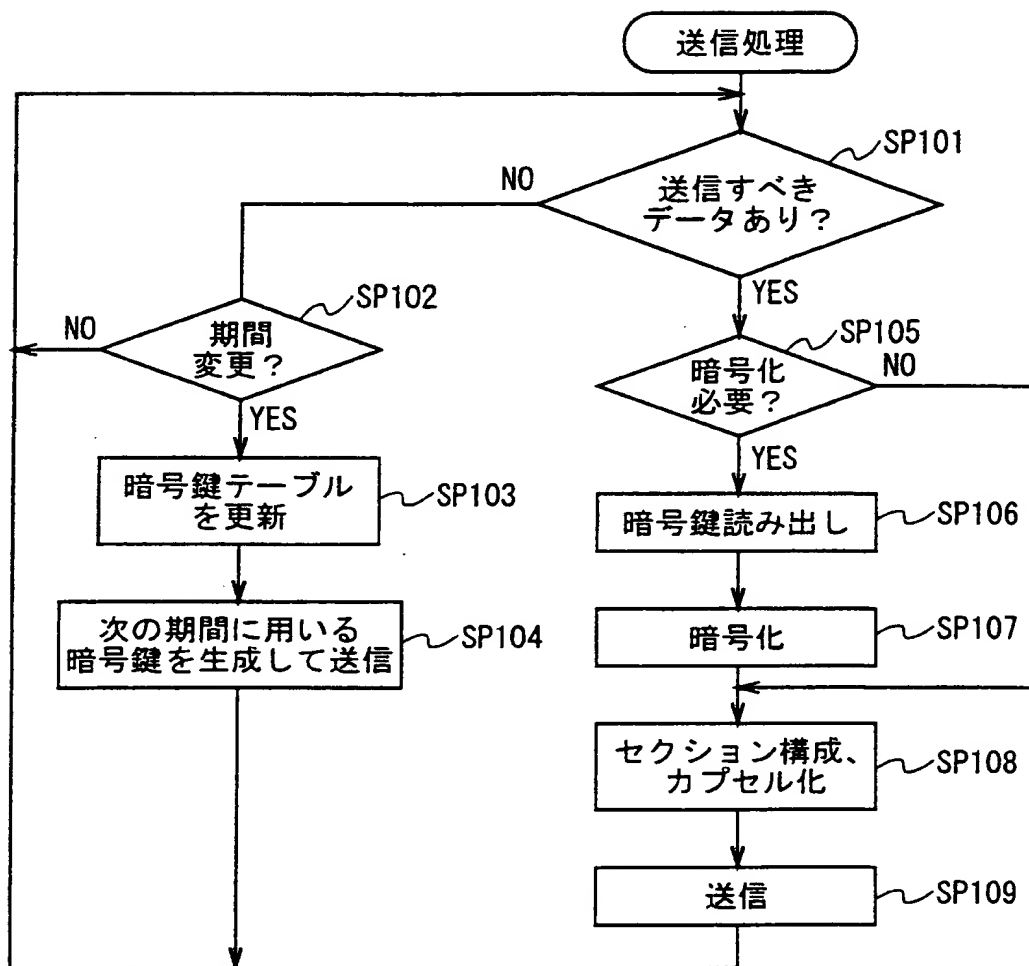 送信処理
SP101
送信すべき
データあり?
NO
YES
SP102
期間
変更?
NO
YES
SP105
暗号化
必要?
NO
YES
暗号鍵テーブル
を更新
SP103
暗号鍵読み出し
SP106
次の期間に用いる
暗号鍵を生成して送信
SP104
暗号化
SP107
セクション構成、
カプセル化
SP108
送信
SP109